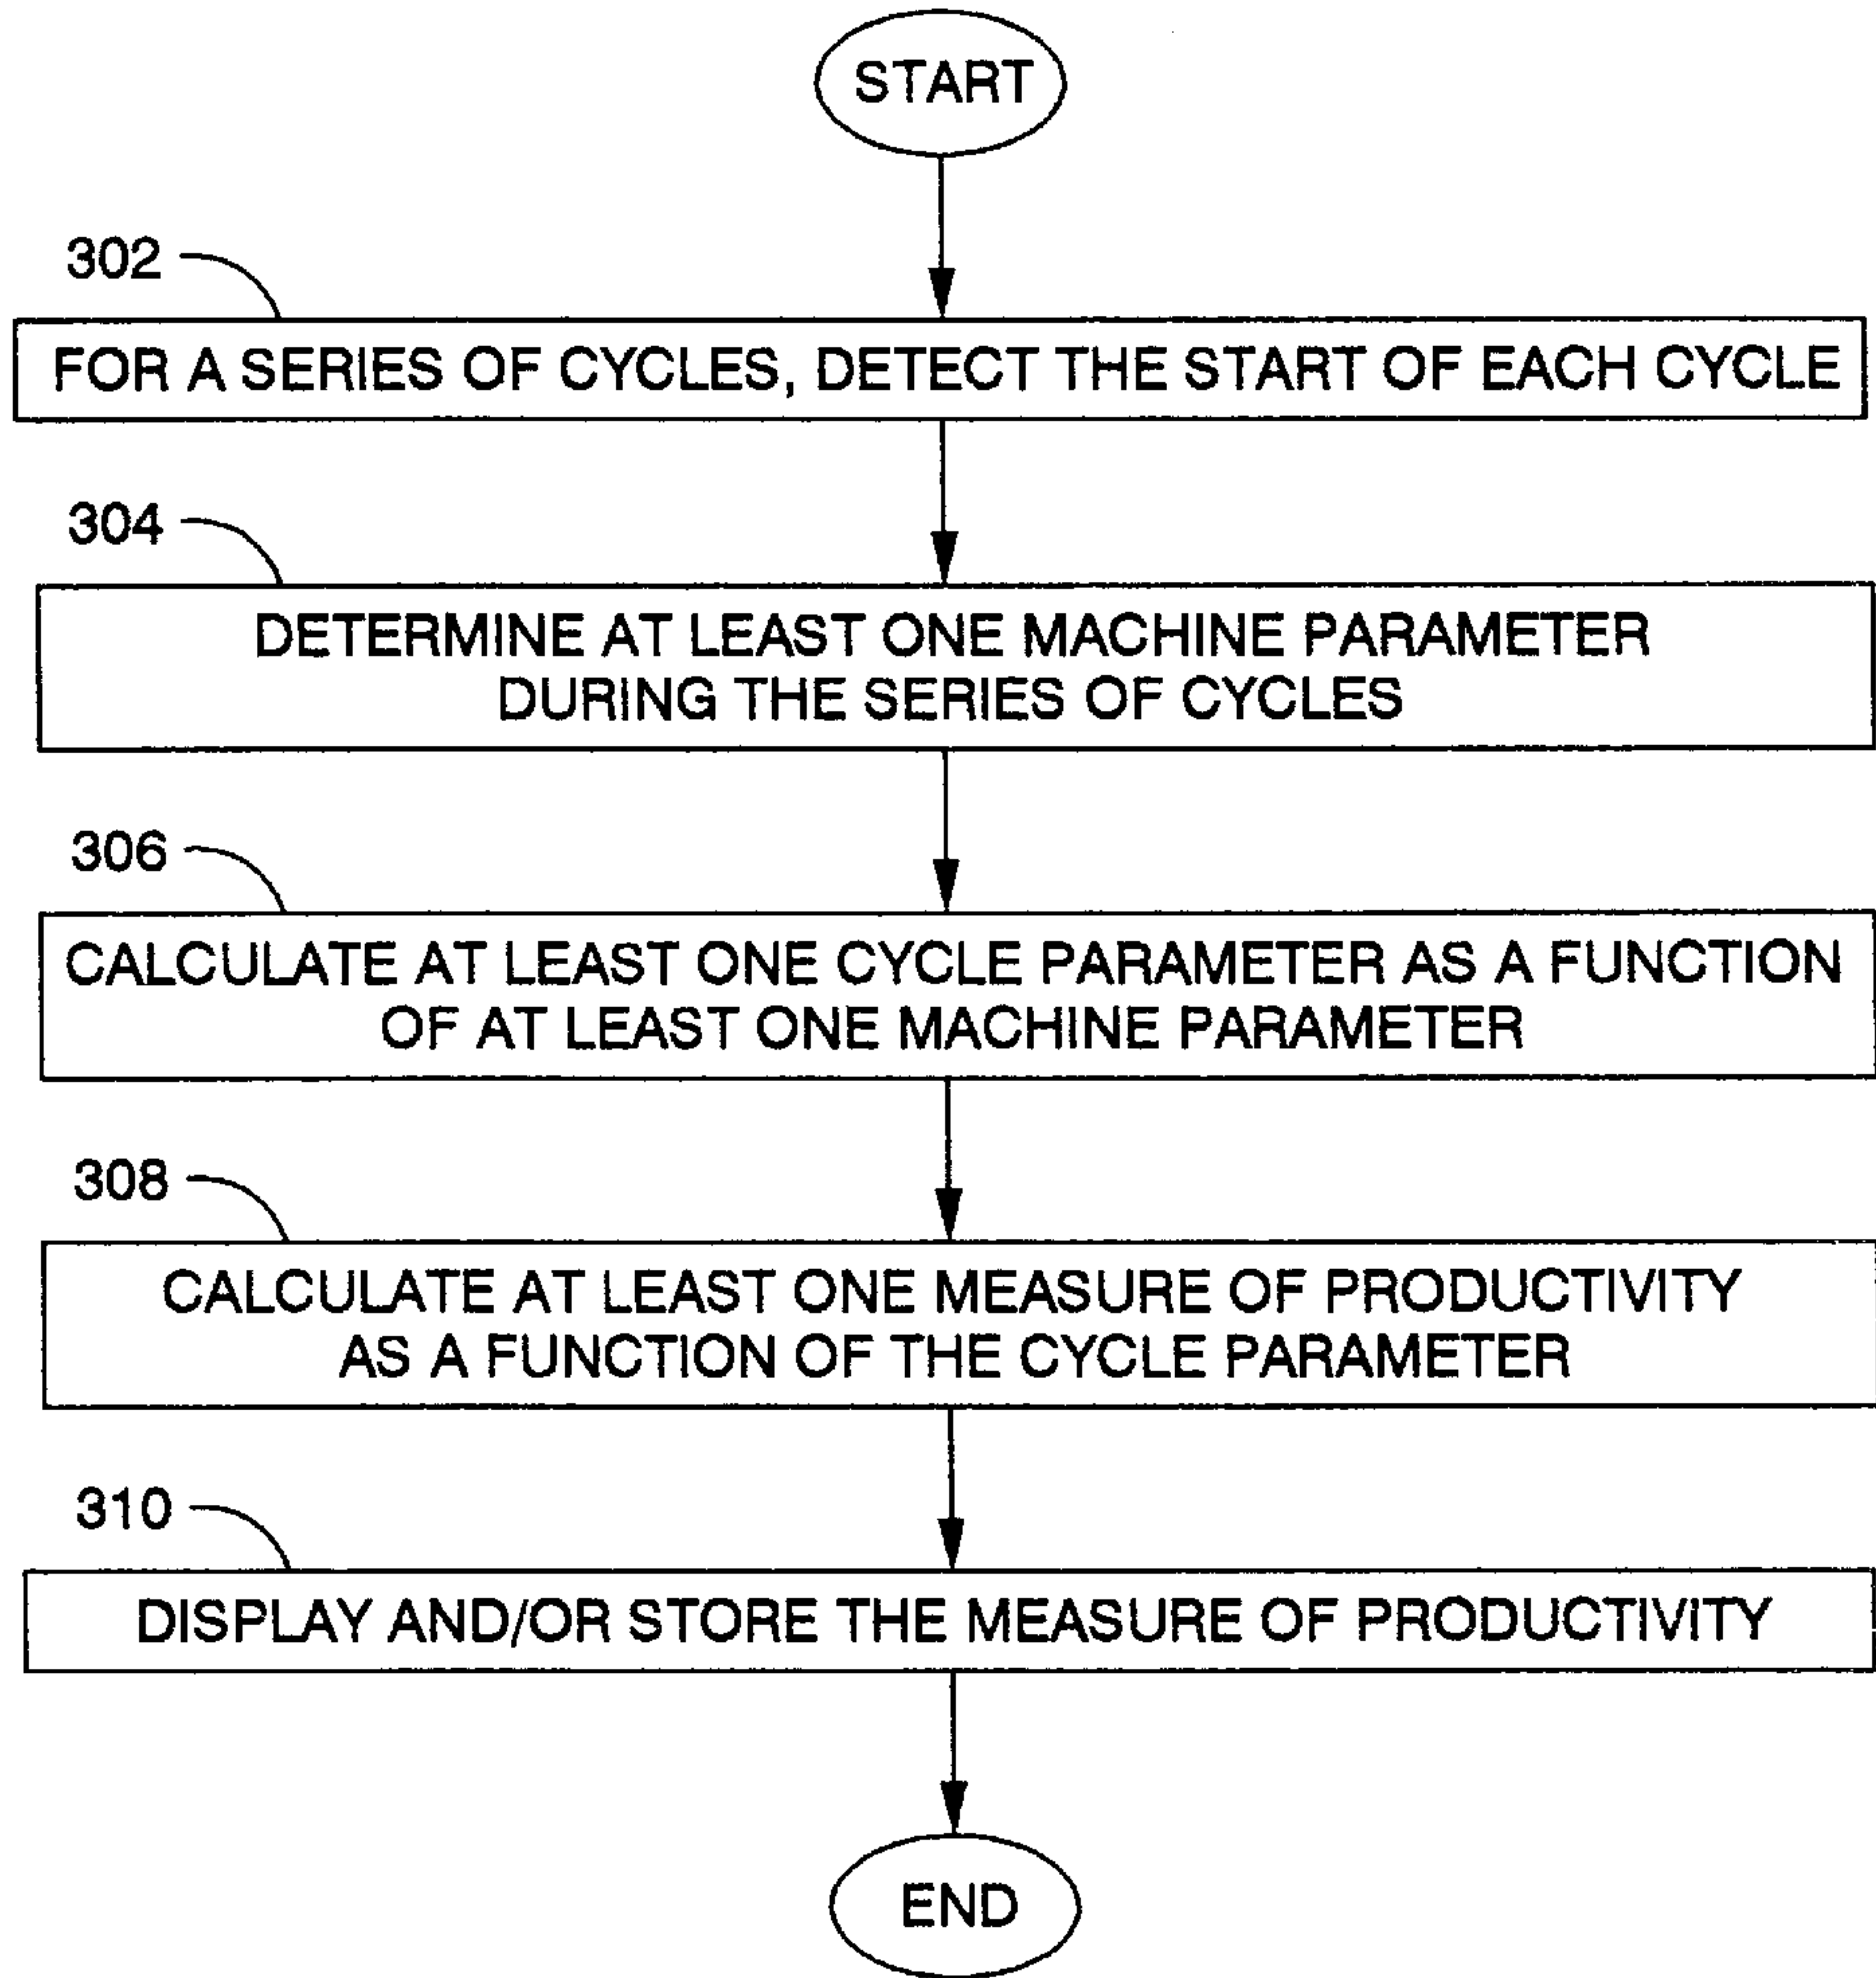 START
302
FOR A SERIES OF CYCLES, DETECT THE START OF EACH CYCLE
304
DETERMINE AT LEAST ONE MACHINE PARAMETER
DURING THE SERIES OF CYCLES
306
CALCULATE AT LEAST ONE CYCLE PARAMETER AS A FUNCTION
OF AT LEAST ONE MACHINE PARAMETER
308
CALCULATE AT LEAST ONE MEASURE OF PRODUCTIVITY
AS A FUNCTION OF THE CYCLE PARAMETER
310
DISPLAY AND/OR STORE THE MEASURE OF PRODUCTIVITY
END